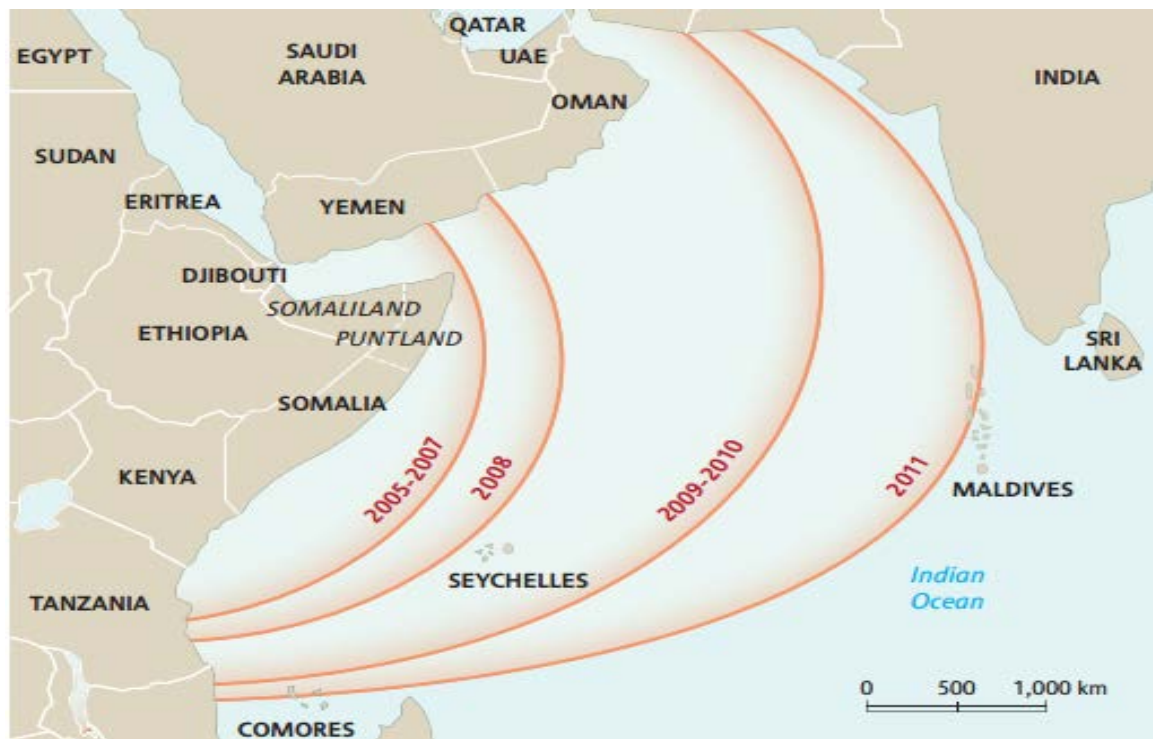 QATAR
EGYPT
SAUDI
ARABIA
UAE
INDIA
OMAN
SUDAN
ERITREA
YEMEN
DJIBOUTI
SOMALILAND
ETHIOPIA
PUNTLAND
SRI
LANKA
SOMALIA
KENYA
2005-2007
2008
2009-2010
2011
MALDIVES
SEYCHELLES
Indian
Ocean
TANZANIA
0 500 1,000 km
COMORES